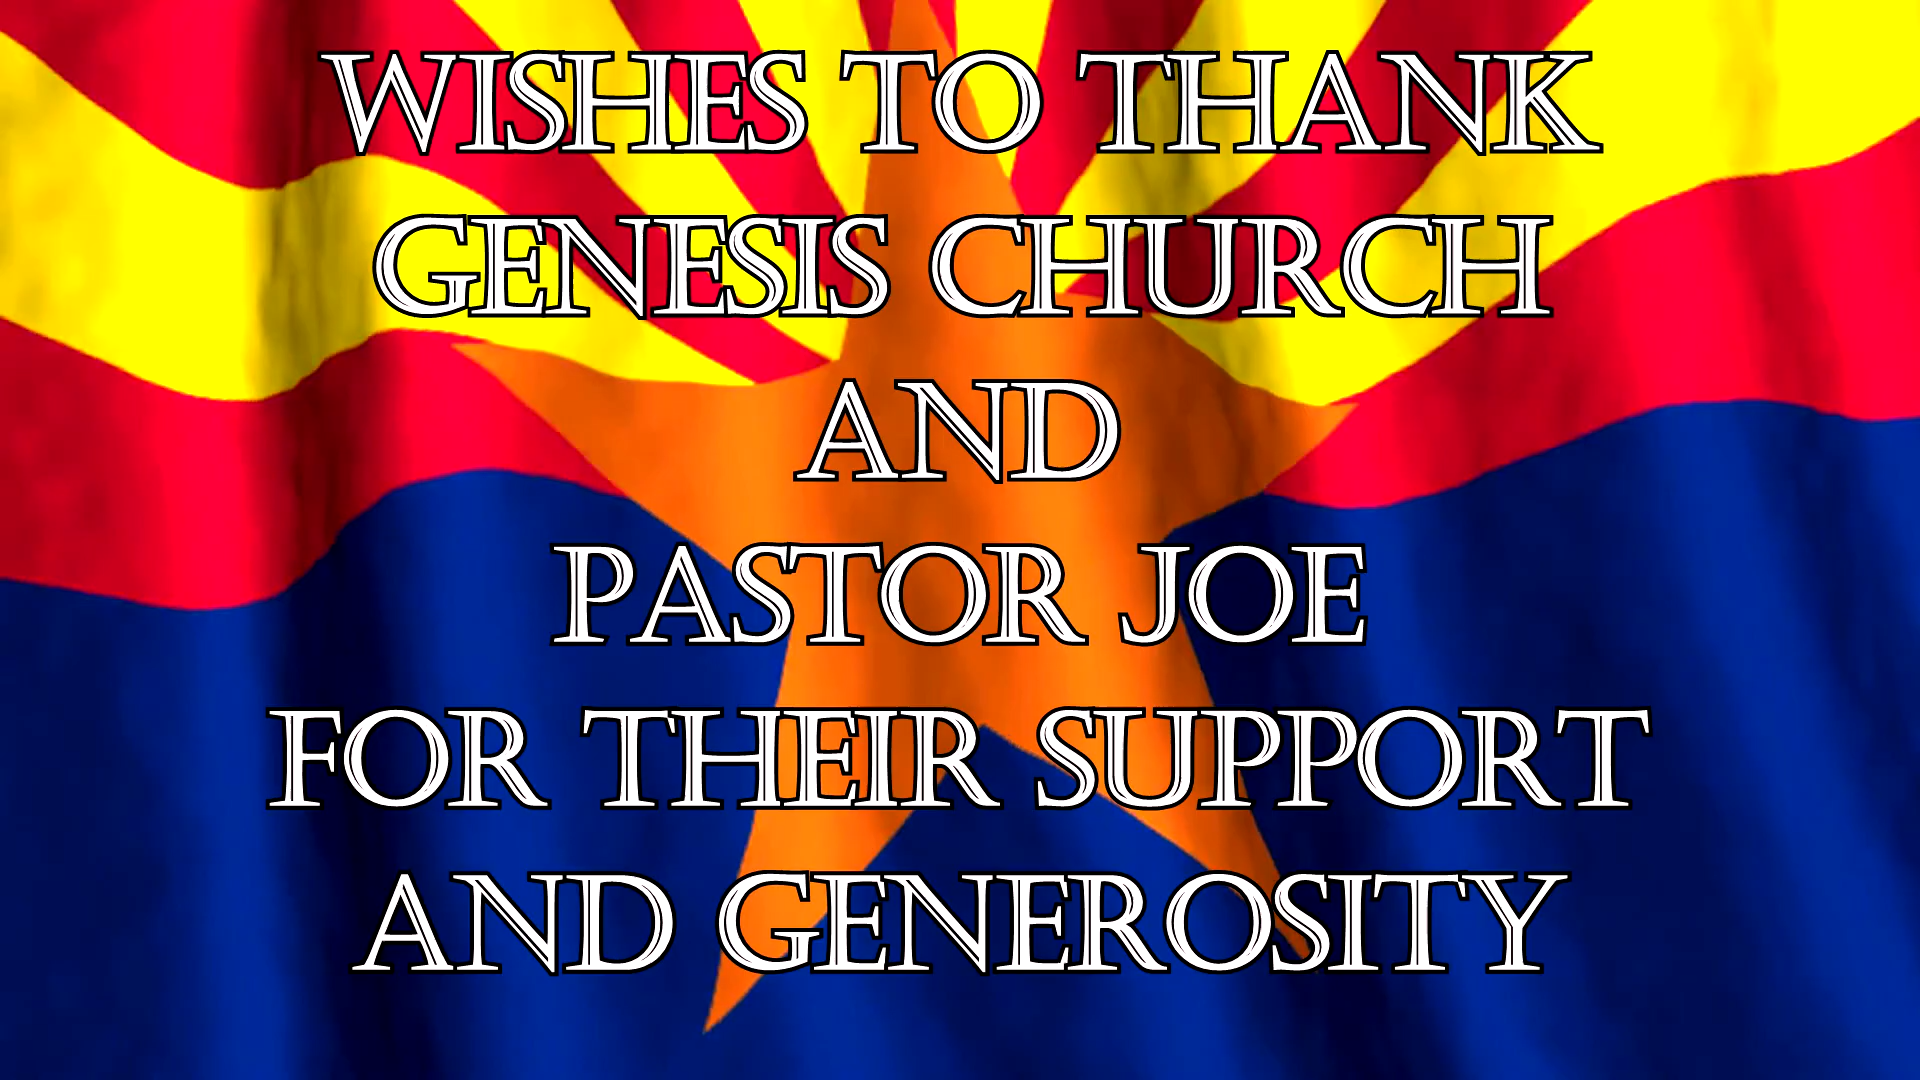 WISHES TO THANK
GENESIS CHURCH
AND
PASTOR JOE
FOR THEIR SUPPORT
AND GENEROSITY